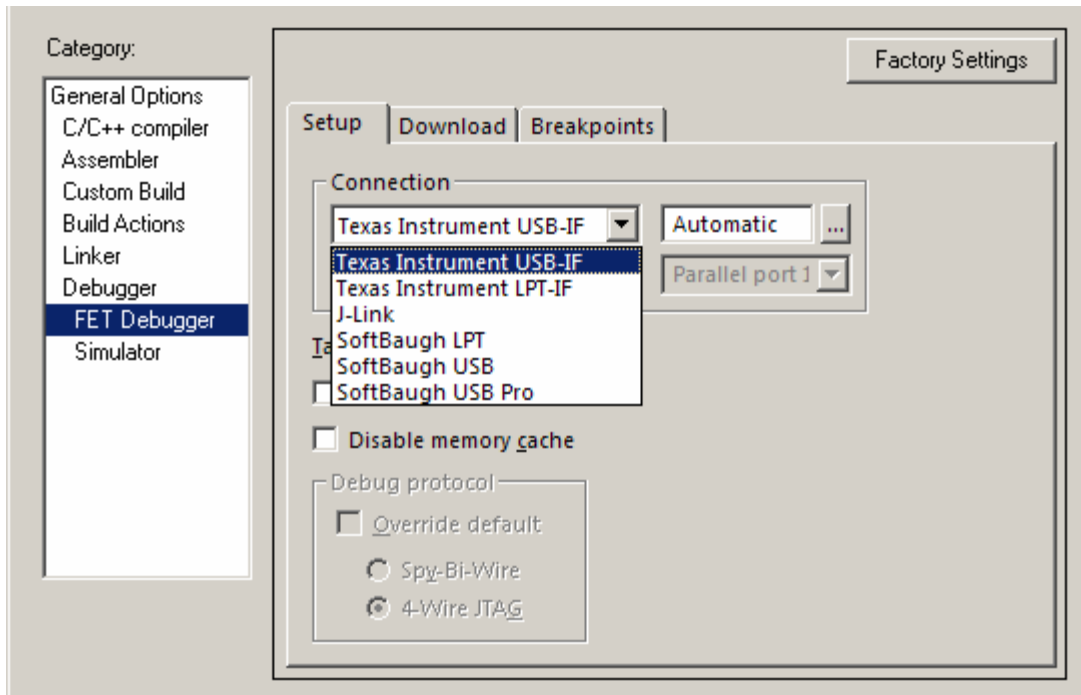 Category:
Factory Settings
General Options
C/C++ compiler
Assembler
Custom Build
Build Actions
Linker
Debugger
FET Debugger
Simulator
Setup
Download
Breakpoints
Connection
Texas Instrument USB-IF
Automatic
...
Texas Instrument USB-IF
Texas Instrument LPT-IF
J-Link
SoftBaugh LPT
SoftBaugh USB
SoftBaugh USB Pro
Parallel port 1
Disable memory cache
Debug protocol
Override default
Spy-Bi-Wire
4-Wire JTAG